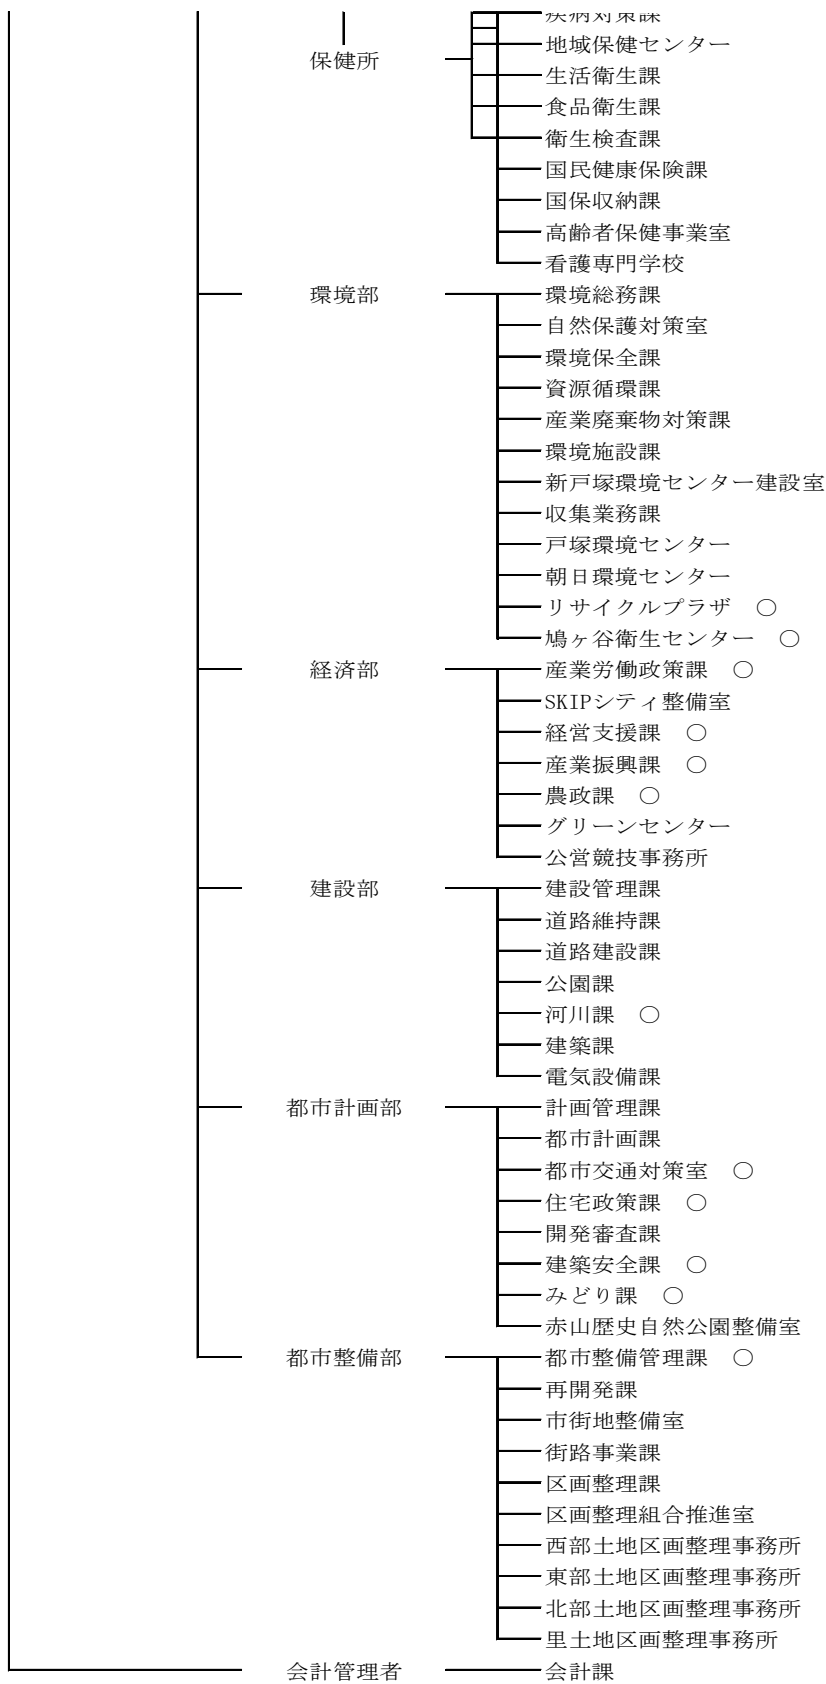 疾病対策課
地域保健センター
保健所
生活衛生課
食品衛生課
衛生検査課
国民健康保険課
国保収納課
高齢者保健事業室
看護専門学校
環境部 環境総務課
自然保護対策室
環境保全課
資源循環課
産業廃棄物対策課
環境施設課
新戸塚環境センター建設室
収集業務課
戸塚環境センター
朝日環境センター
リサイクルプラザ 〇
鳩ヶ谷衛生センター 〇
経済部 産業労働政策課 〇
SKIPシティ整備室
経営支援課 〇
産業振興課 〇
農政課 〇
グリーンセンター
公営競技事務所
建設部 建設管理課
道路維持課
道路建設課
公園課
河川課 〇
建築課
電気設備課
都市計画部 計画管理課
都市計画課
都市交通対策室 〇
住宅政策課 〇
開発審査課
建築安全課 〇
みどり課 〇
赤山歴史自然公園整備室
都市整備部 都市整備管理課 〇
再開発課
市街地整備室
街路事業課
区画整理課
区画整理組合推進室
西部土地区画整理事務所
東部土地区画整理事務所
北部土地区画整理事務所
里土地区画整理事務所
会計管理者 会計課